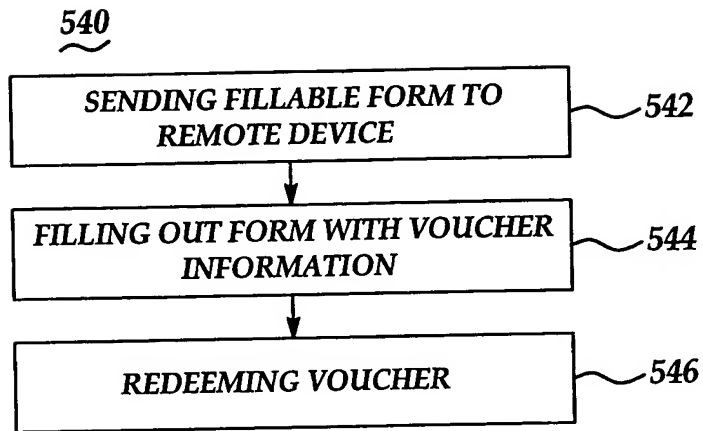 540
SENDING FILLABLE FORM TO
REMOTE DEVICE
542
FILLING OUT FORM WITH VOUCHER
INFORMATION
544
REDEEMING VOUCHER
546